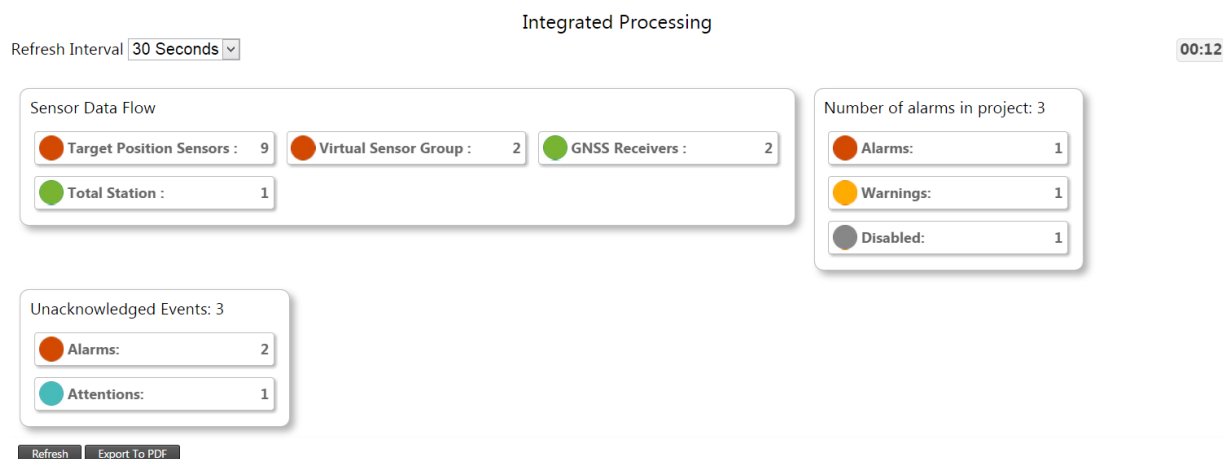 Integrated Processing
Refresh Interval 30 Seconds
00:12
Sensor Data Flow
Target Position Sensors : 9
Virtual Sensor Group : 2
GNSS Receivers : 2
Total Station : 1
Number of alarms in project: 3
Alarms: 1
Warnings: 1
Disabled: 1
Unacknowledged Events: 3
Alarms: 2
Attentions: 1
Refresh
Export To PDF